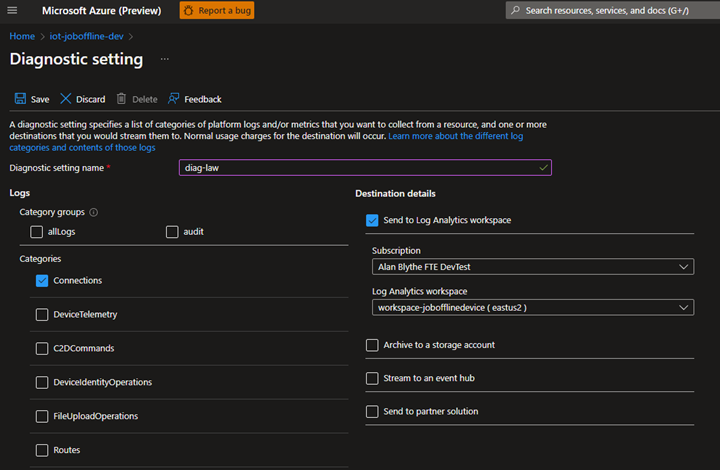 Microsoft Azure (Preview)
Report a bug
Search resources, services, and docs (G+/)
Home > iot-joboffline-dev >
Diagnostic setting ...
Save Discard Delete Feedback
A diagnostic setting specifies a list of categories of platform logs and/or metrics that you want to collect from a resource, and one or more
destinations that you would stream them to. Normal usage charges for the destination will occur. Learn more about the different log
categories and contents of those logs
Diagnostic setting name *
diag-law
Logs
Category groups
allLogs
audit
Categories
Connections
DeviceTelemetry
C2DCommands
DeviceIdentityOperations
FileUploadOperations
Routes
Destination details
Send to Log Analytics workspace
Subscription
Alan Blythe FTE DevTest
Log Analytics workspace
workspace-jobofflinedevice ( eastus2 )
Archive to a storage account
Stream to an event hub
Send to partner solution